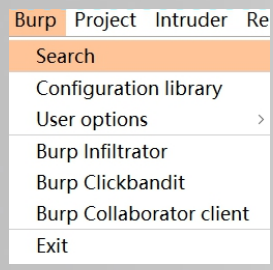 Burp Project Intruder Re
Search
Configuration library
User options >
Burp Infiltrator
Burp Clickbandit
Burp Collaborator client
Exit